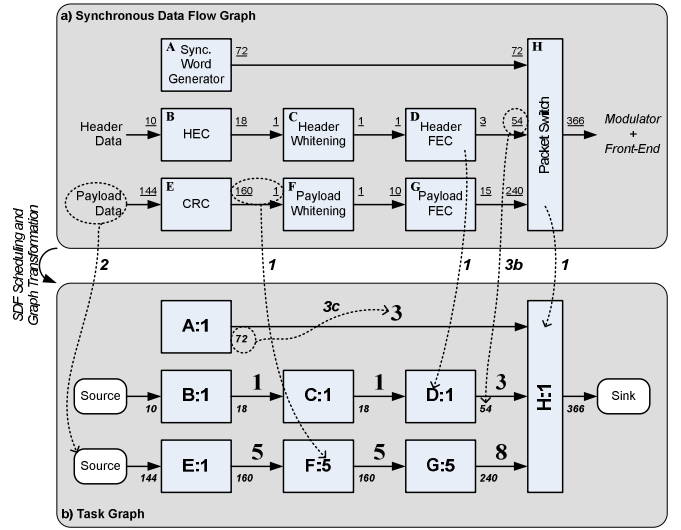 a) Synchronous Data Flow Graph
A Sync.
Word
Generator
72
72
H
Packet Switch
366
Modulator
+
Front-End
Header
Data
10
B
HEC
18
1
C
Header
Whitening
1
1
D
Header
FEC
3
54
Payload
Data
144
E
CRC
160
1
F
Payload
Whitening
1
10
G
Payload
FEC
15
240
SDF Scheduling and
Graph Transformation
2
1
1
3b
1
A:1
72
3c
3
H:1
Source
10
B:1
1
18
C:1
1
18
D:1
3
54
366
Sink
Source
144
E:1
5
160
F:5
5
160
G:5
8
240
b) Task Graph